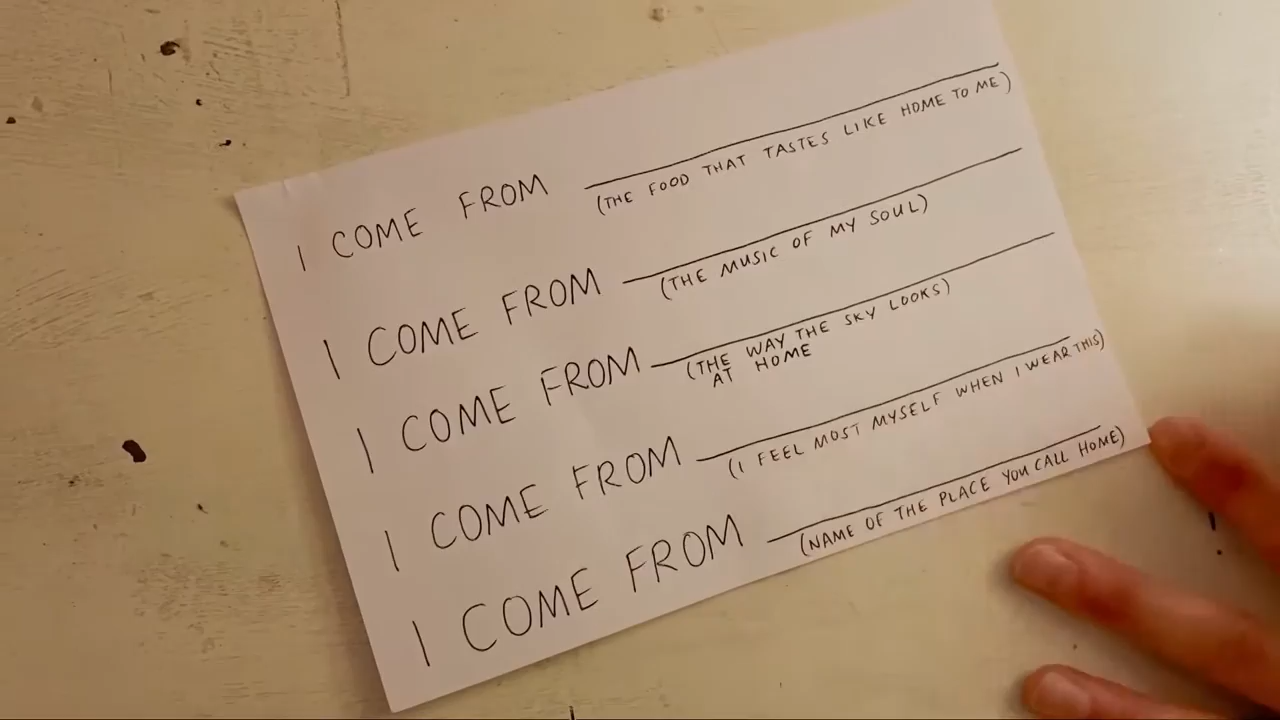 I COME FROM
(THE FOOD THAT TASTES LIKE HOME TO ME)
I COME FROM
(THE MUSIC OF MY SOUL)
I COME FROM
(THE WAY THE SKY LOOKS)
AT HOME
I COME FROM
(I FEEL MOST MYSELF WHEN I WEAR THIS)
I COME FROM
(NAME OF THE PLACE YOU CALL HOME)